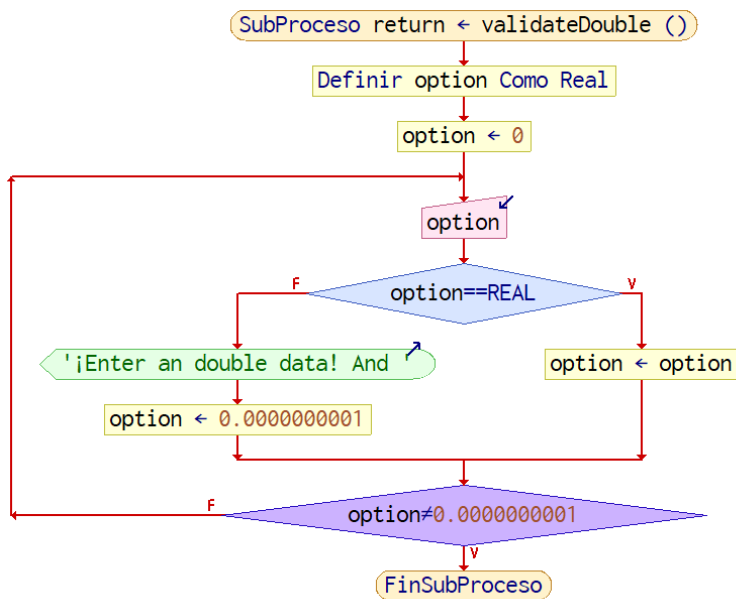 SubProceso return ← validateDouble ()
Definir option Como Real
option ← 0
option
option==REAL
F
V
'¡Enter an double data! And '
option ← option
option ← 0.0000000001
option≠0.0000000001
F
V
FinSubProceso